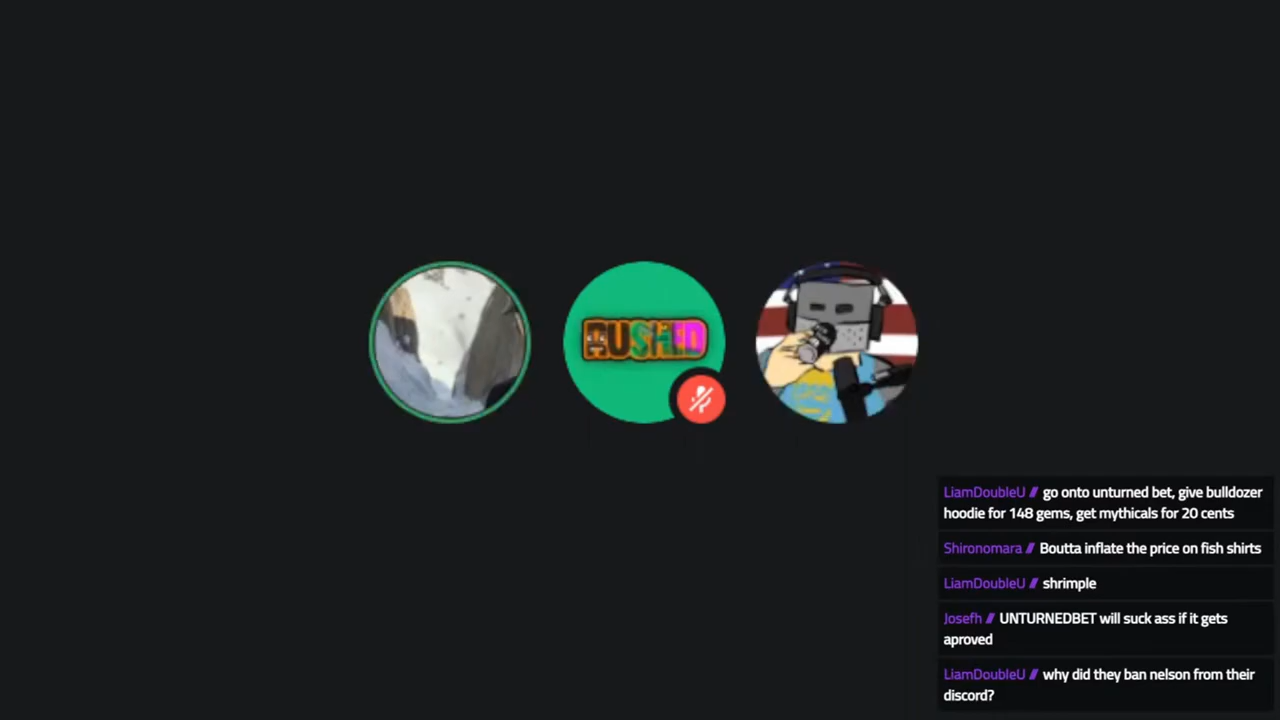 RUSHED
LiamDoubleU // go onto unturned bet, give bulldozer
hoodie for 148 gems, get mythicals for 20 cents
Shironomara // Boutta inflate the price on fish shirts
LiamDoubleU // shrimple
Josefh // UNTURNEDBET will suck ass if it gets
aproved
LiamDoubleU // why did they ban nelson from their
discord?